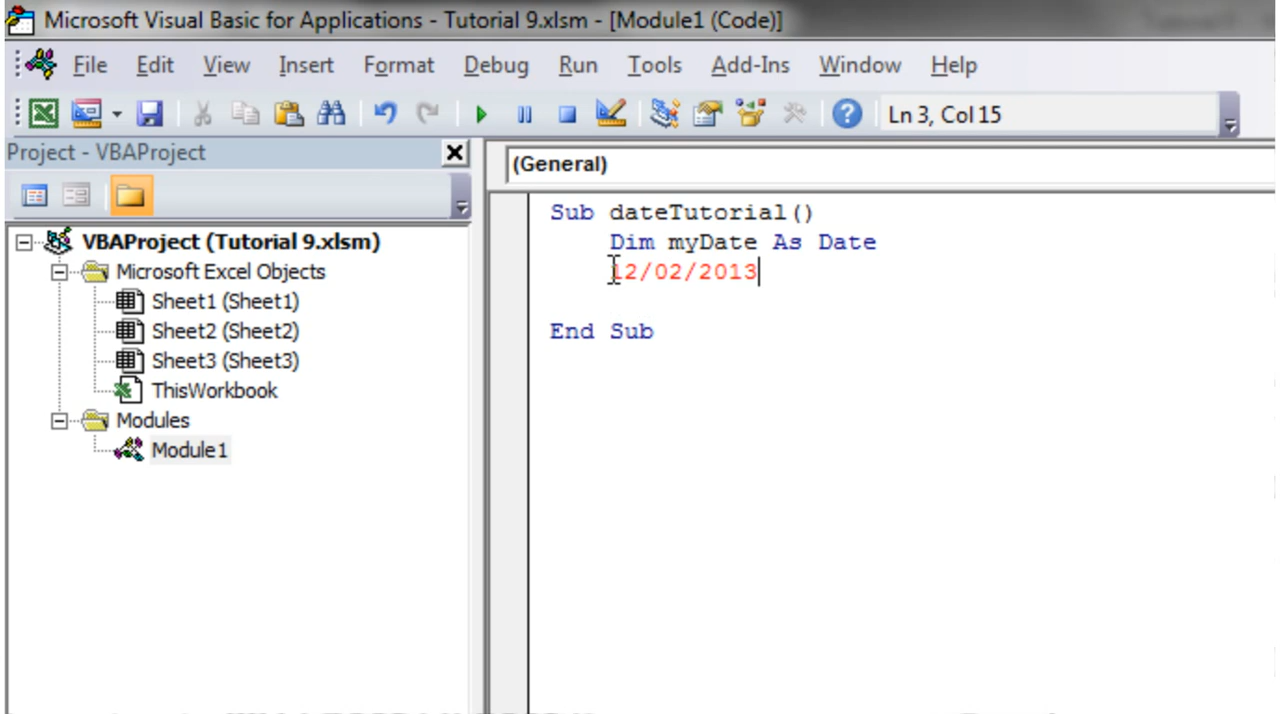 Microsoft Visual Basic for Applications - Tutorial 9.xlsm - [Module1 (Code)]
File Edit View Insert Format Debug Run Tools Add-Ins Window Help
Ln 3, Col 15
Project - VBAProject
(General)
VBAProject (Tutorial 9.xlsm)
Microsoft Excel Objects
Sheet1 (Sheet1)
Sheet2 (Sheet2)
Sheet3 (Sheet3)
ThisWorkbook
Modules
Module1
Sub dateTutorial()
Dim myDate As Date
12/02/2013
End Sub